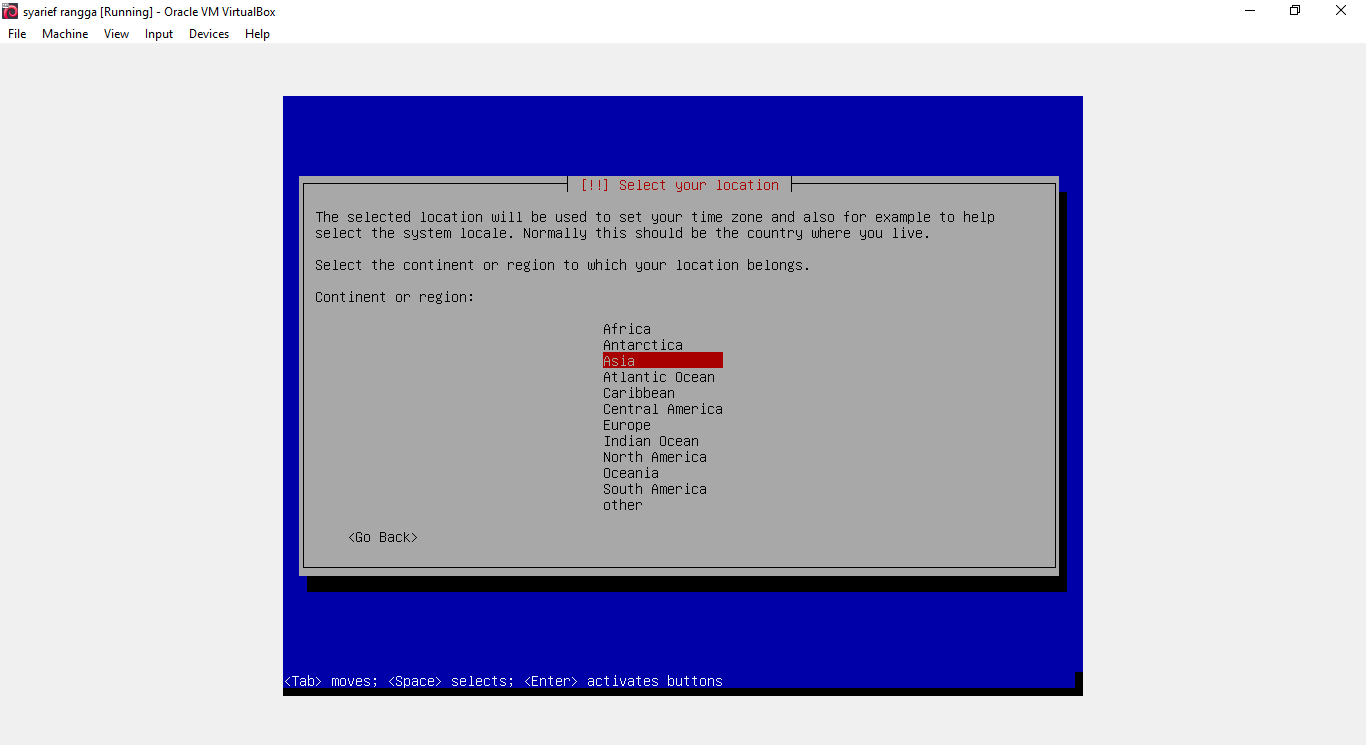 syarief rangga [Running] - Oracle VM VirtualBox
File Machine View Input Devices Help
[!!] Select your location
The selected location will be used to set your time zone and also for example to help
select the system locale. Normally this should be the country where you live.
Select the continent or region to which your location belongs.
Continent or region:
Africa
Antarctica
Asia
Atlantic Ocean
Caribbean
Central America
Europe
Indian Ocean
North America
Oceania
South America
other
<Go Back>
<Tab> moves; <Space> selects; <Enter> activates buttons